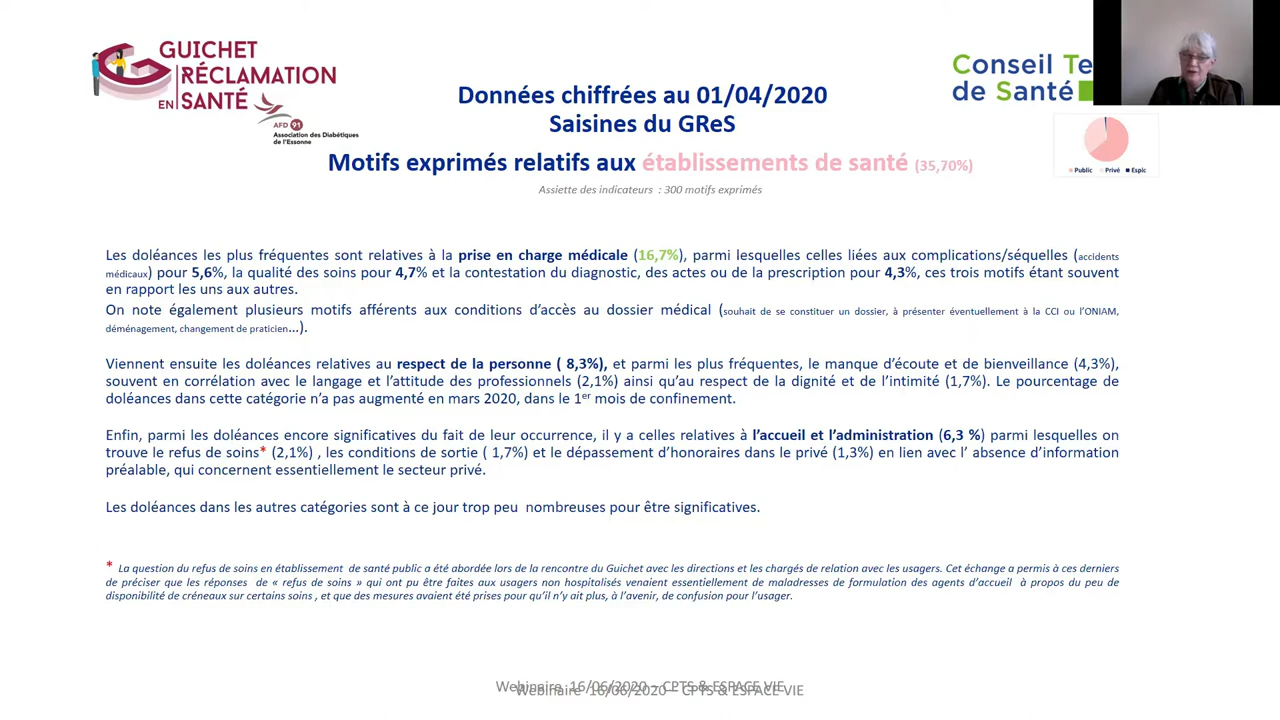 GUICHET
RÉCLAMATION
EN SANTÉ
AFD 91
Association des Diabétiques
de l'Essonne
Conseil Te
de Santé
Données chiffrées au 01/04/2020
Saisines du GReS
Motifs exprimés relatifs aux établissements de santé (35,70%)
Assiette des indicateurs : 300 motifs exprimés
Public Privé Espic
Les doléances les plus fréquentes sont relatives à la prise en charge médicale (16,7%), parmi lesquelles celles liées aux complications/séquelles (accidents
médicaux) pour 5,6%, la qualité des soins pour 4,7% et la contestation du diagnostic, des actes ou de la prescription pour 4,3%, ces trois motifs étant souvent
en rapport les uns aux autres.
On note également plusieurs motifs afférents aux conditions d'accès au dossier médical (souhait de se constituer un dossier, à présenter éventuellement à la CCI ou l'ONIAM,
déménagement, changement de praticien...).
Viennent ensuite les doléances relatives au respect de la personne ( 8,3%), et parmi les plus fréquentes, le manque d'écoute et de bienveillance (4,3%),
souvent en corrélation avec le langage et l'attitude des professionnels (2,1%) ainsi qu'au respect de la dignité et de l'intimité (1,7%). Le pourcentage de
doléances dans cette catégorie n'a pas augmenté en mars 2020, dans le 1er mois de confinement.
Enfin, parmi les doléances encore significatives du fait de leur occurrence, il y a celles relatives à l'accueil et l'administration (6,3 %) parmi lesquelles on
trouve le refus de soins* (2,1%) , les conditions de sortie ( 1,7%) et le dépassement d'honoraires dans le privé (1,3%) en lien avec l' absence d'information
préalable, qui concernent essentiellement le secteur privé.
Les doléances dans les autres catégories sont à ce jour trop peu nombreuses pour être significatives.
* La question du refus de soins en établissement de santé public a été abordée lors de la rencontre du Guichet avec les directions et les chargés de relation avec les usagers. Cet échange a permis à ces derniers
de préciser que les réponses de « refus de soins » qui ont pu être faites aux usagers non hospitalisés venaient essentiellement de maladresses de formulation des agents d'accueil à propos du peu de
disponibilité de créneaux sur certains soins , et que des mesures avaient été prises pour qu'il n'y ait plus, à l'avenir, de confusion pour l'usager.
Webinaire 16/06/2020 – CPTS & ESPACE VIE
Webinaire 16/06/2020 – CPTS & ESPACE VIE